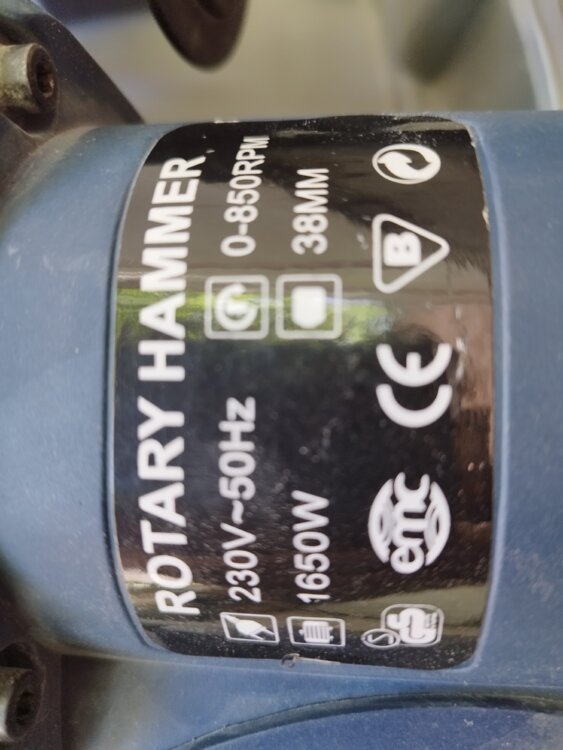 ROTARY HAMMER
230V~50Hz 0-850RPM
1650W 38MM
emc CE B